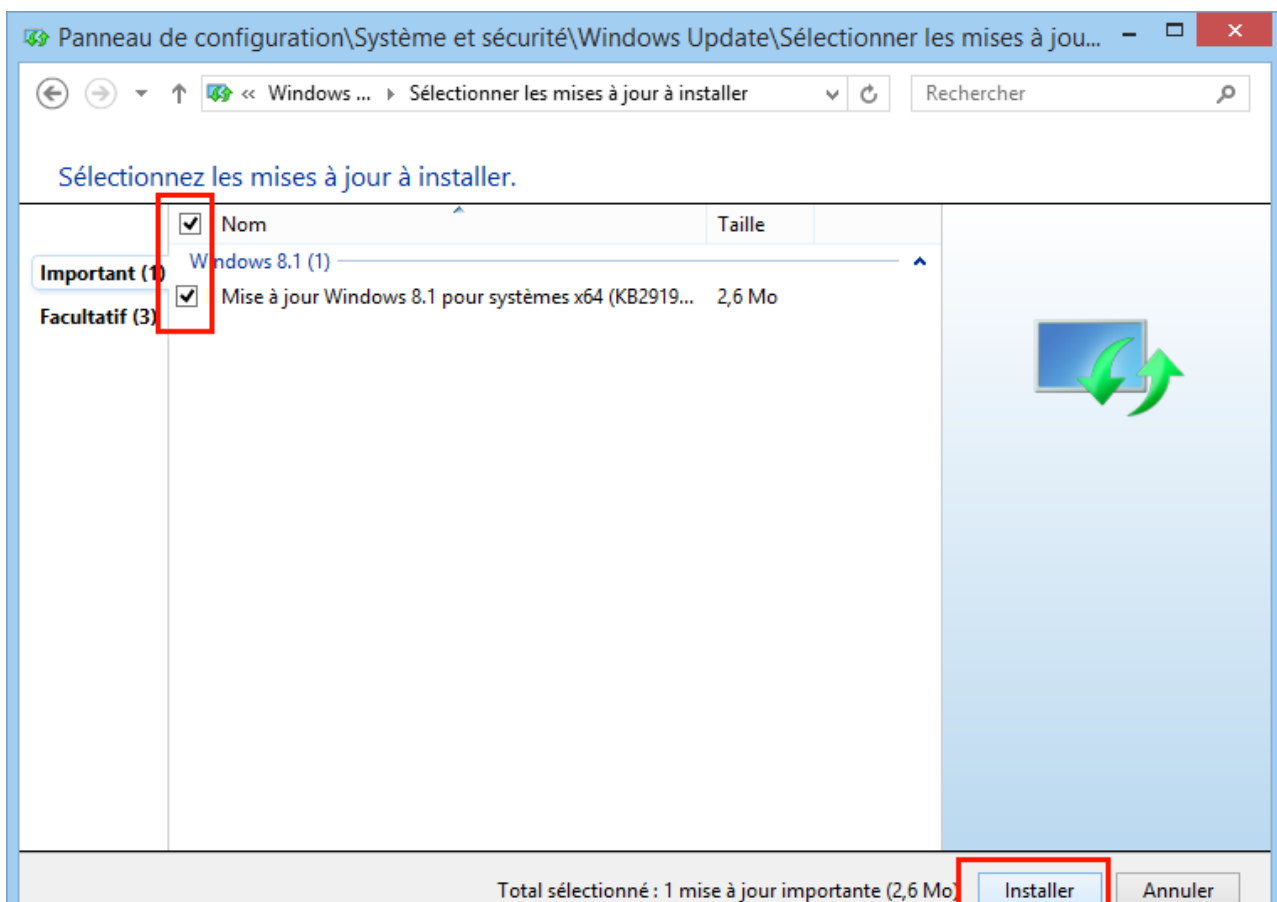 Panneau de configuration\Système et sécurité\Windows Update\Sélectionner les mises à jou...
« Windows ... Sélectionner les mises à jour à installer Rechercher
Sélectionnez les mises à jour à installer.
Nom Taille
Windows 8.1 (1)
Important (1)
Mise à jour Windows 8.1 pour systèmes x64 (KB2919... 2,6 Mo
Facultatif (3)
Total sélectionné : 1 mise à jour importante (2,6 Mo) Installer Annuler